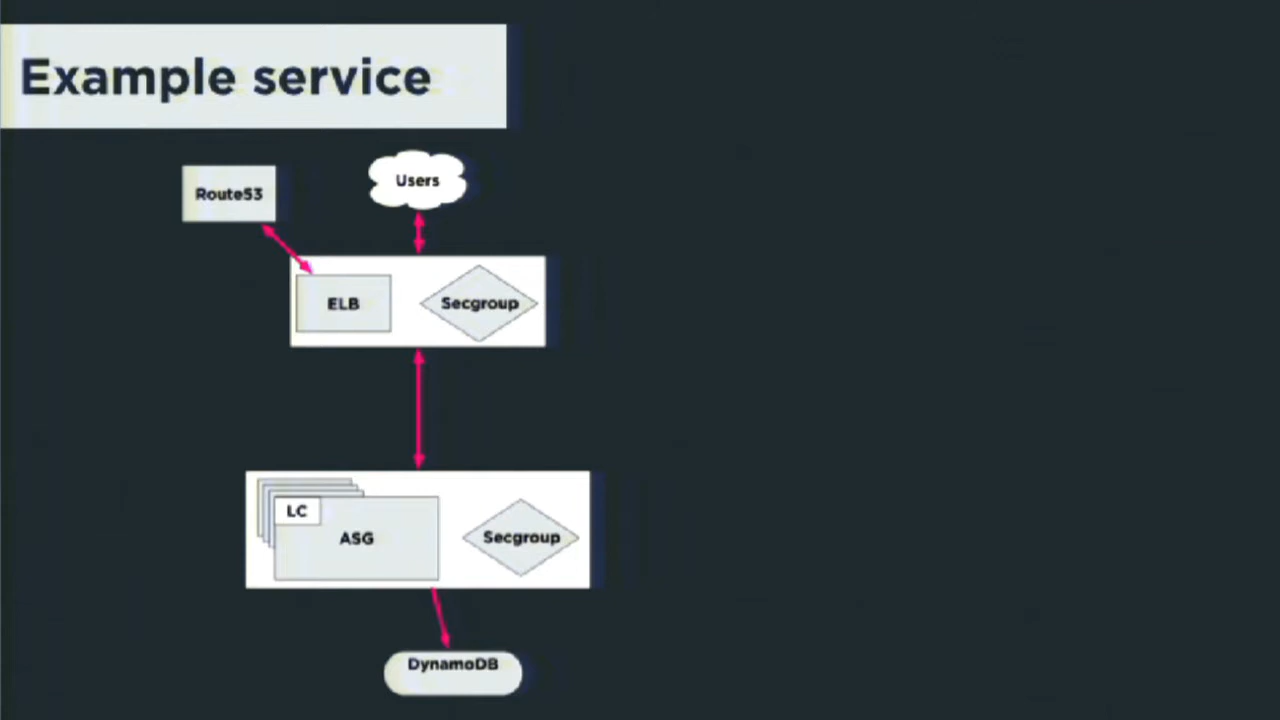 Example service
Route53
Users
ELB
Secgroup
LC
ASG
Secgroup
DynamoDB